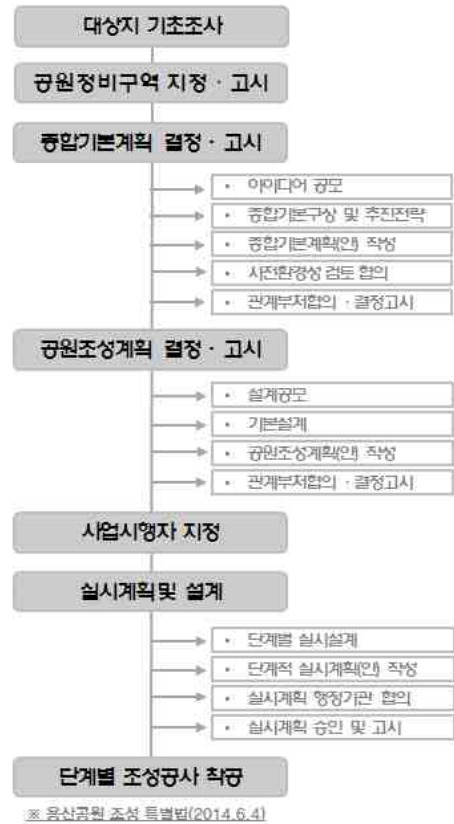 대상지 기초조사
공원정비구역 지정 · 고시
종합기본계획 결정 · 고시
· 아이디어 공모
· 종합기본구상 및 추진전략
· 종합기본계획(안) 작성
· 사전환경성 검토 협의
· 관계부처협의 · 결정고시
공원조성계획 결정 · 고시
· 설계공모
· 기본설계
· 공원조성계획(안) 작성
· 관계부처협의 · 결정고시
사업시행자 지정
실시계획및 설계
· 단계별 실시설계
· 단계적 실시계획(안) 작성
· 실시계획 행정기관 협의
· 실시계획 승인 및 고시
단계별 조성공사 착공
※ 용산공원 조성 특별법(2014.6.4)